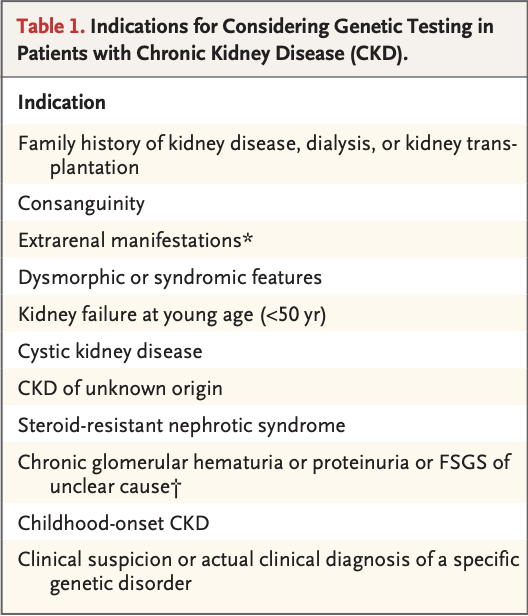 Table 1. Indications for Considering Genetic Testing in
Patients with Chronic Kidney Disease (CKD).
Indication
Family history of kidney disease, dialysis, or kidney trans-
plantation
Consanguinity
Extrarenal manifestations*
Dysmorphic or syndromic features
Kidney failure at young age (<50 yr)
Cystic kidney disease
CKD of unknown origin
Steroid-resistant nephrotic syndrome
Chronic glomerular hematuria or proteinuria or FSGS of
unclear cause†
Childhood-onset CKD
Clinical suspicion or actual clinical diagnosis of a specific
genetic disorder